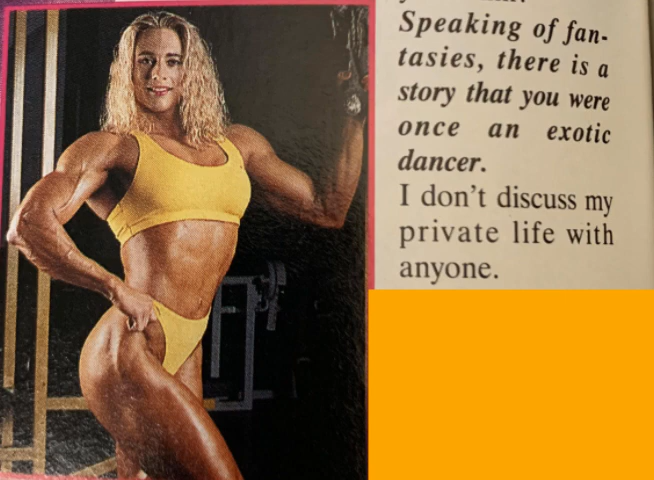 Speaking of fan-
tasies, there is a
story that you were
once an exotic
dancer.
I don't discuss my
private life with
anyone.